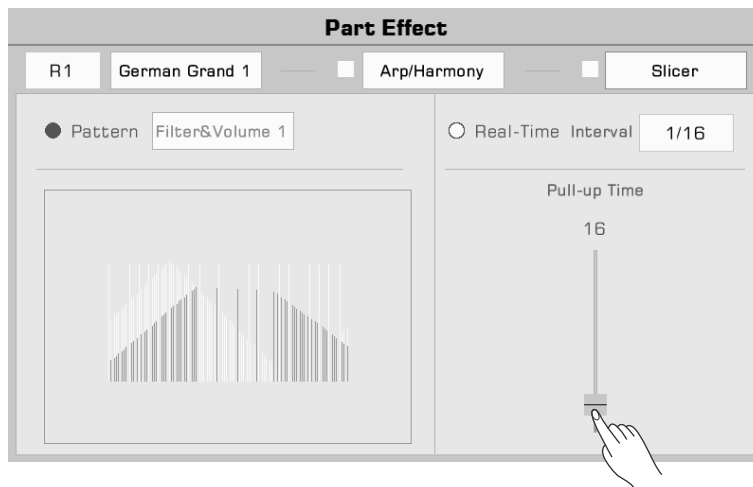 Part Effect
R1 German Grand 1 Arp/Harmony Slicer
Pattern Filter&Volume 1 Real-Time Interval 1/16
Pull-up Time
16